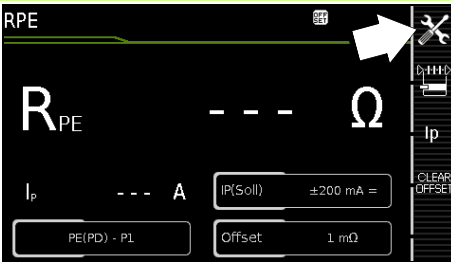 RPE
OFF
SET
RPE
- - - Ω
Ip
IP - - - A
IP(Soll) ±200 mA =
CLEAR
OFFSET
PE(PD) - P1
Offset 1 mΩ